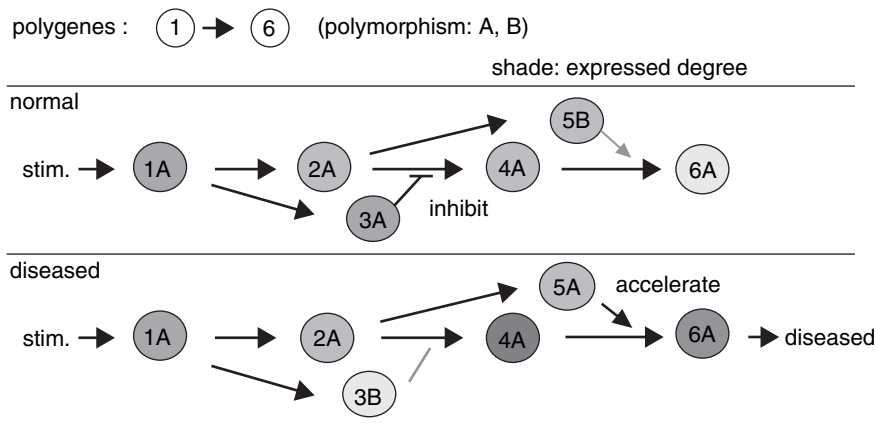 polygenes : 1 6 (polymorphism: A, B)
shade: expressed degree
normal
5B
stim. 1A 2A 4A 6A
3A inhibit
diseased
5A accelerate
stim. 1A 2A 4A 6A diseased
3B